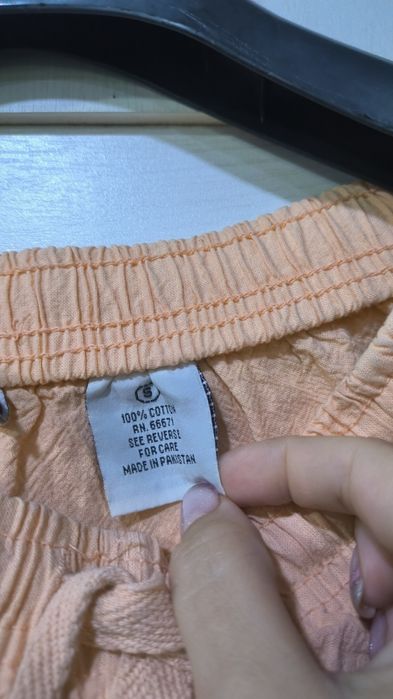 S
100% COTTON
RN. 66671
SEE REVERSE
FOR CARE
MADE IN PAKISTAN